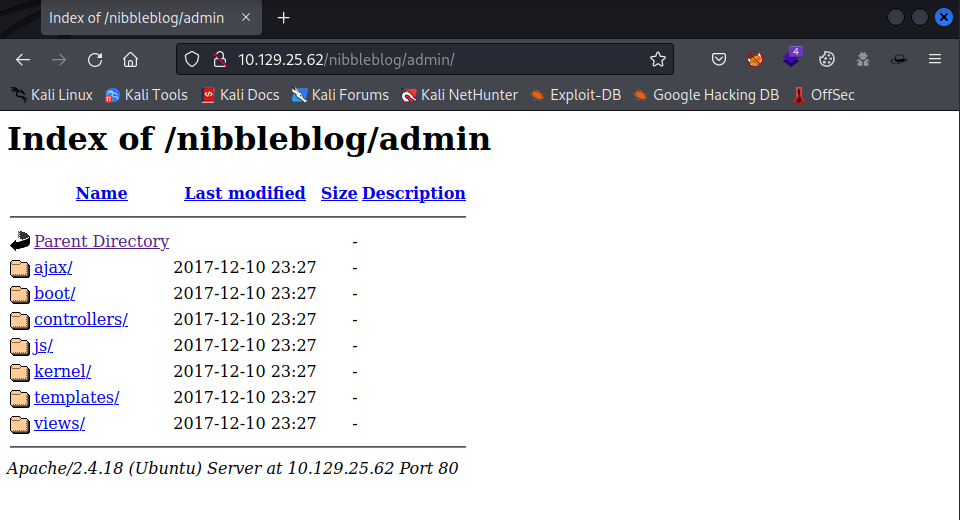 Index of /nibbleblog/admin
10.129.25.62/nibbleblog/admin/
4
Kali Linux Kali Tools Kali Docs Kali Forums Kali NetHunter Exploit-DB Google Hacking DB OffSec
Index of /nibbleblog/admin
Name Last modified Size Description
Parent Directory -
ajax/ 2017-12-10 23:27 -
boot/ 2017-12-10 23:27 -
controllers/ 2017-12-10 23:27 -
js/ 2017-12-10 23:27 -
kernel/ 2017-12-10 23:27 -
templates/ 2017-12-10 23:27 -
views/ 2017-12-10 23:27 -
Apache/2.4.18 (Ubuntu) Server at 10.129.25.62 Port 80